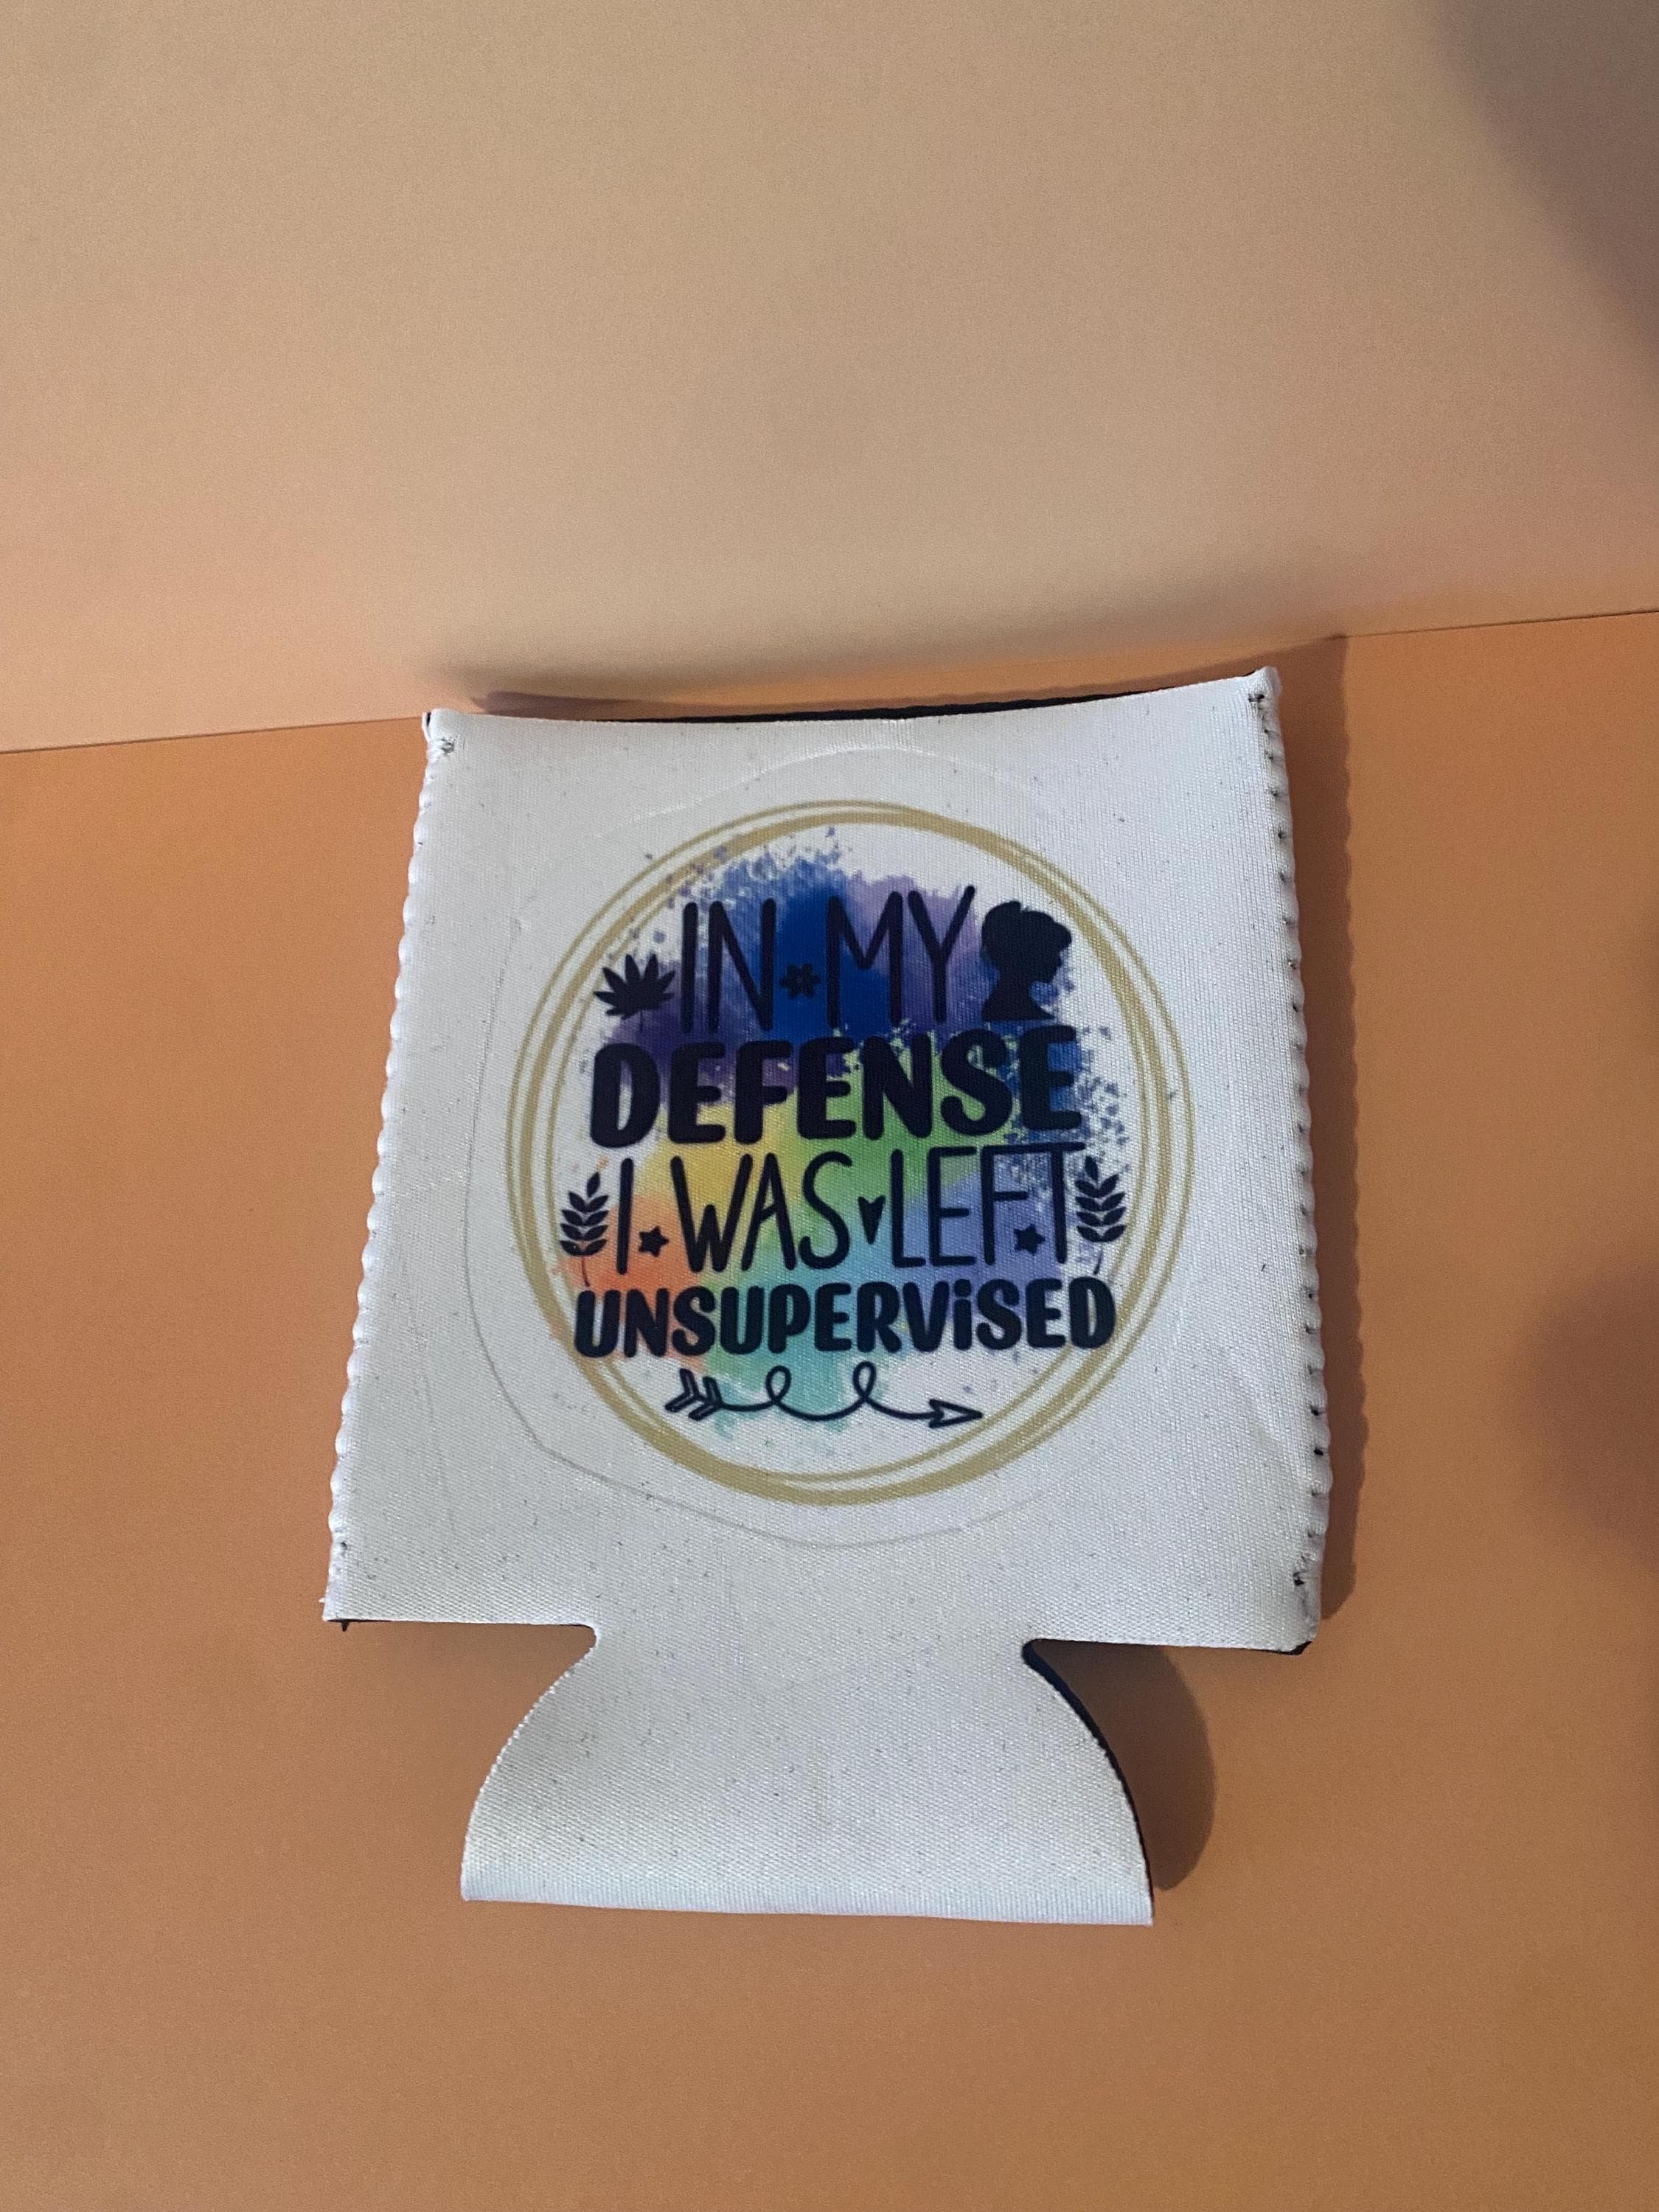 IN MY
DEFENSE
I WAS LEFT
UNSUPERViSED